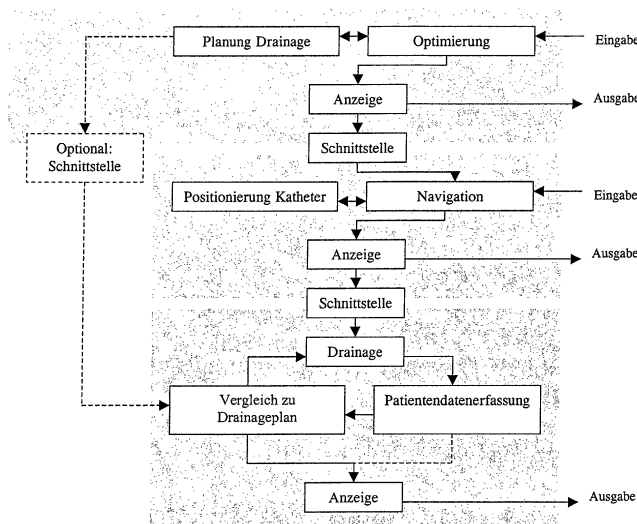 Planung Drainage
Optimierung
Eingabe
Anzeige
Ausgabe
Optional:
Schnittstelle
Schnittstelle
Positionierung Katheter
Navigation
Eingabe
Anzeige
Ausgabe
Schnittstelle
Drainage
Vergleich zu
Drainageplan
Patientendatenerfassung
Anzeige
Ausgabe